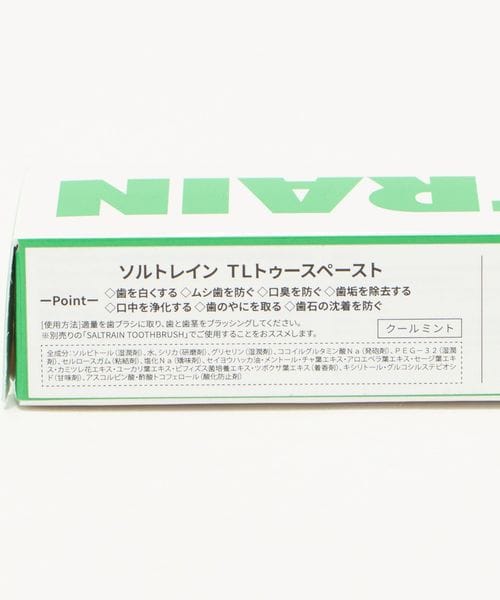 TRAIN
ソルトレイン TLトゥースペースト
ーPointー
◇歯を白くする ◇ムシ歯を防ぐ ◇口臭を防ぐ ◇歯垢を除去する
◇口中を浄化する ◇歯のやにを取る ◇歯石の沈着を防ぐ
[使用方法]適量を歯ブラシに取り、歯と歯茎をブラッシングしてください。
※別売りの「SALTRAIN TOOTHBRUSH」でご使用することをおススメします。
クールミント
全成分：ソルビトール（湿潤剤）、水、シリカ（研磨剤）、グリセリン（湿潤剤）、ココイルグルタミン酸Na（発泡剤）、PEG－32（湿潤
剤）、セルロースガム（粘結剤）、塩化Na（矯味剤）、セイヨウハッカ油・メントール・チャ葉エキス・アロエベラ葉エキス・セージ葉エキ
ス・カミツレ花エキス・ユーカリ葉エキス・ビフィズス菌培養エキス・ツボクサ葉エキス（着香剤）、キシリトール・グルコシルステビオシ
ド（甘味剤）、アスコルビン酸・酢酸トコフェロール（酸化防止剤）